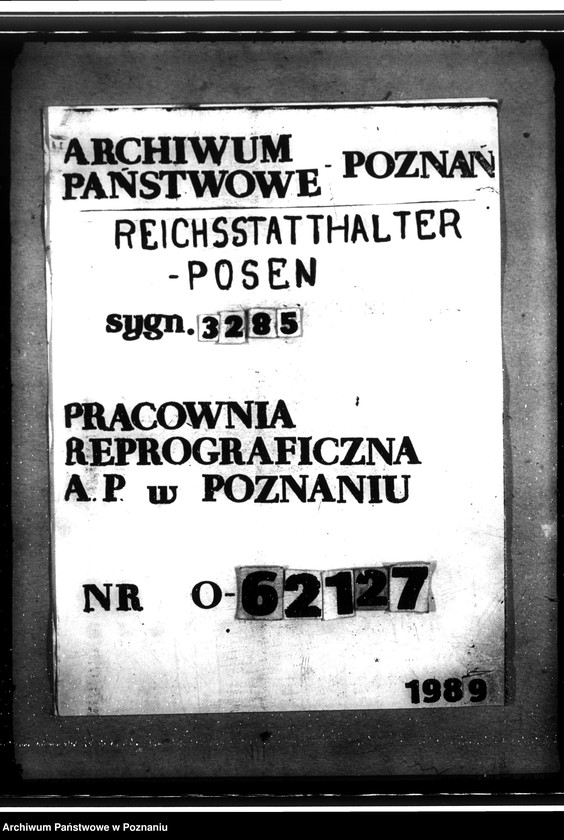 ARCHIWUM
PAŃSTWOWE - POZNAŃ
REICHSSTATTHALTER
-POSEN
sygn. 3285
PRACOWNIA
REPROGRAFICZNA
A. P. w POZNANIU
NR O-62127
1989
Archiwum Państwowe w Poznaniu